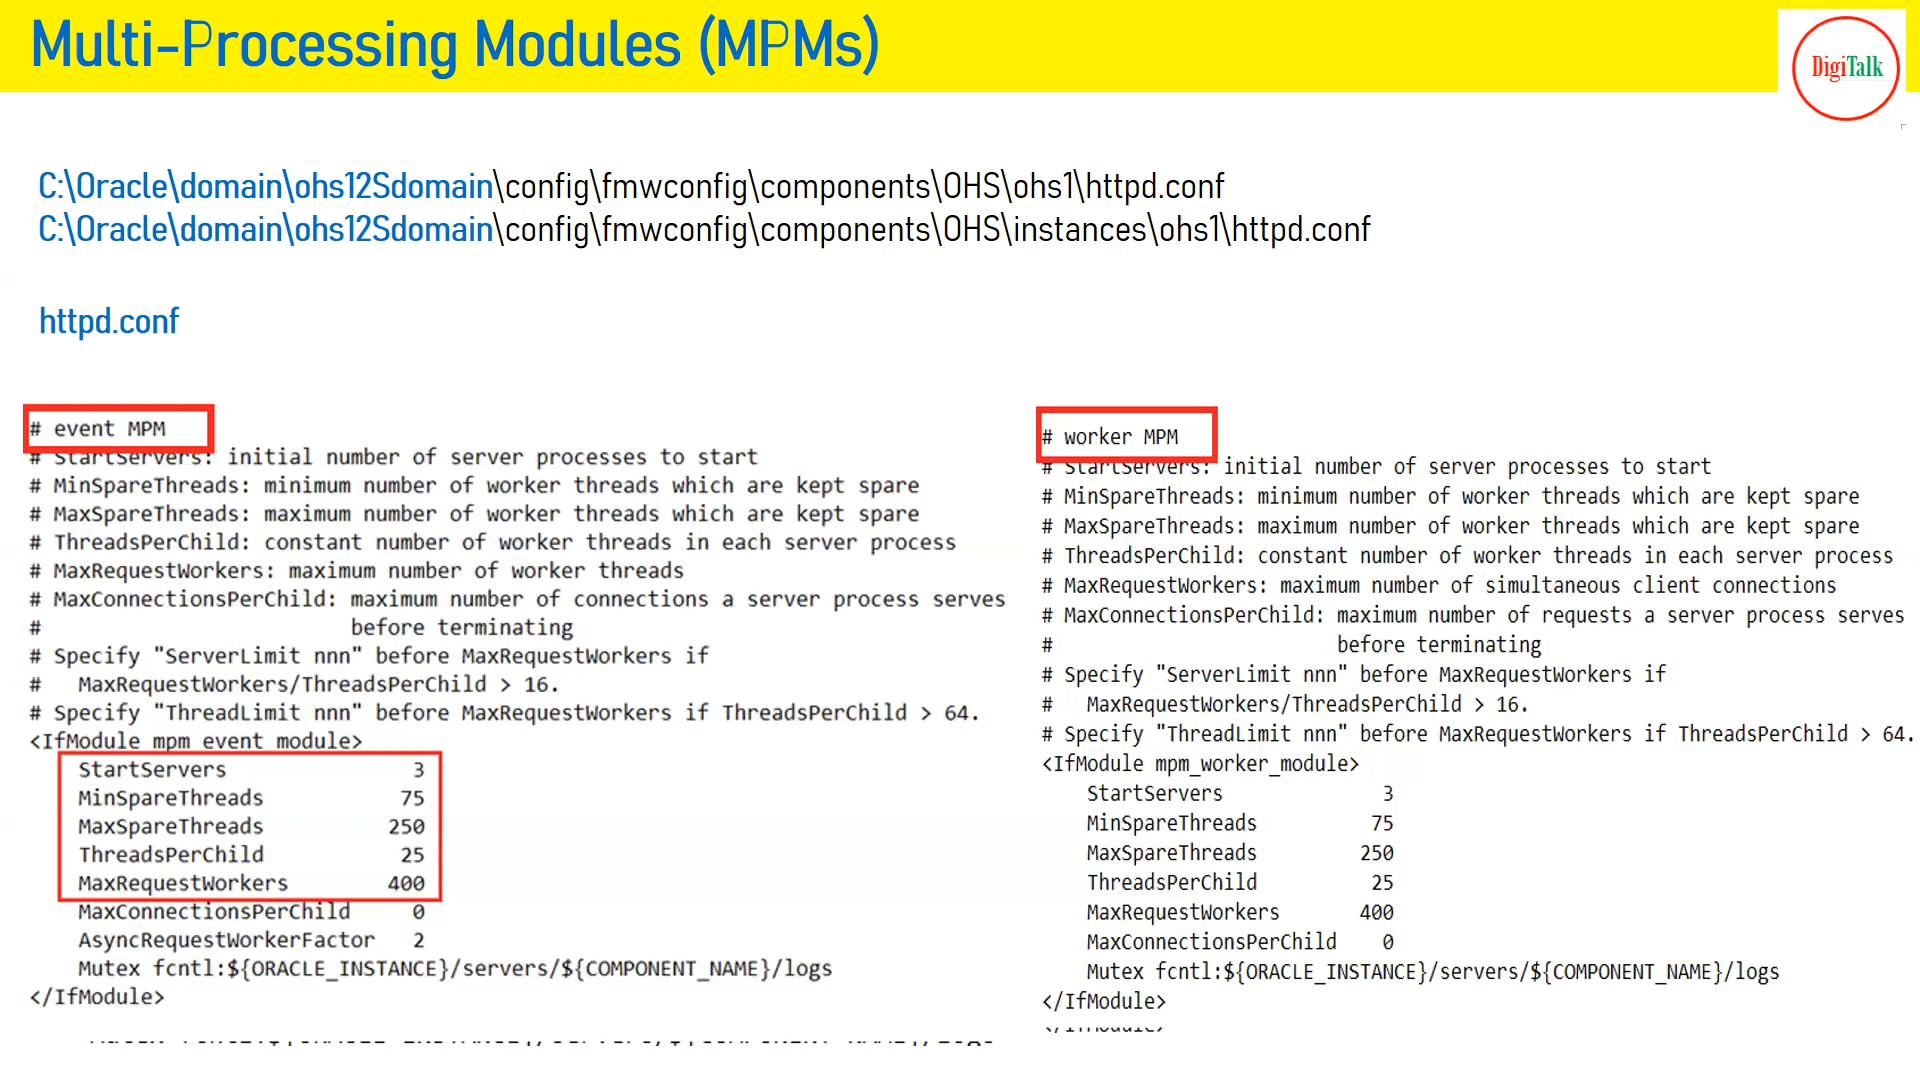 Multi-Processing Modules (MPMs)
DigiTalk
C:\Oracle\domain\ohs12Sdomain\config\fmwconfig\components\OHS\ohs1\httpd.conf
C:\Oracle\domain\ohs12Sdomain\config\fmwconfig\components\OHS\instances\ohs1\httpd.conf
httpd.conf
# event MPM
# StartServers: initial number of server processes to start
# MinSpareThreads: minimum number of worker threads which are kept spare
# MaxSpareThreads: maximum number of worker threads which are kept spare
# ThreadsPerChild: constant number of worker threads in each server process
# MaxRequestWorkers: maximum number of worker threads
# MaxConnectionsPerChild: maximum number of connections a server process serves
# before terminating
# Specify "ServerLimit nnn" before MaxRequestWorkers if
# MaxRequestWorkers/ThreadsPerChild > 16.
# Specify "ThreadLimit nnn" before MaxRequestWorkers if ThreadsPerChild > 64.
<IfModule mpm_event_module>
StartServers 3
MinSpareThreads 75
MaxSpareThreads 250
ThreadsPerChild 25
MaxRequestWorkers 400
MaxConnectionsPerChild 0
AsyncRequestWorkerFactor 2
Mutex fcntl:${ORACLE_INSTANCE}/servers/${COMPONENT_NAME}/logs
</IfModule>
# worker MPM
# StartServers: initial number of server processes to start
# MinSpareThreads: minimum number of worker threads which are kept spare
# MaxSpareThreads: maximum number of worker threads which are kept spare
# ThreadsPerChild: constant number of worker threads in each server process
# MaxRequestWorkers: maximum number of simultaneous client connections
# MaxConnectionsPerChild: maximum number of requests a server process serves
# before terminating
# Specify "ServerLimit nnn" before MaxRequestWorkers if
# MaxRequestWorkers/ThreadsPerChild > 16.
# Specify "ThreadLimit nnn" before MaxRequestWorkers if ThreadsPerChild > 64.
<IfModule mpm_worker_module>
StartServers 3
MinSpareThreads 75
MaxSpareThreads 250
ThreadsPerChild 25
MaxRequestWorkers 400
MaxConnectionsPerChild 0
Mutex fcntl:${ORACLE_INSTANCE}/servers/${COMPONENT_NAME}/logs
</IfModule>